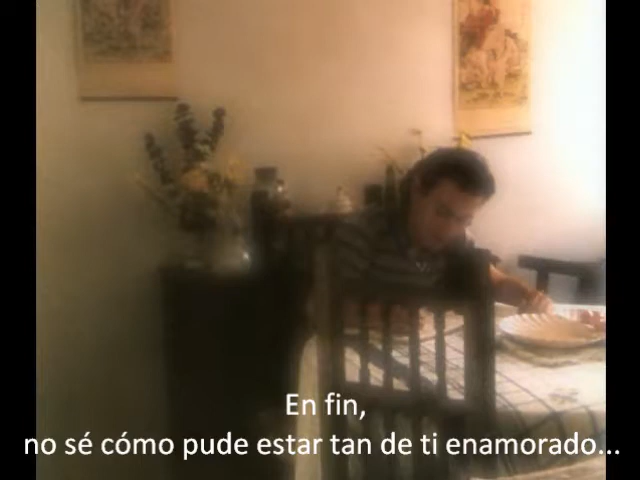 En fin,
no sé cómo pude estar tan de ti enamorado...